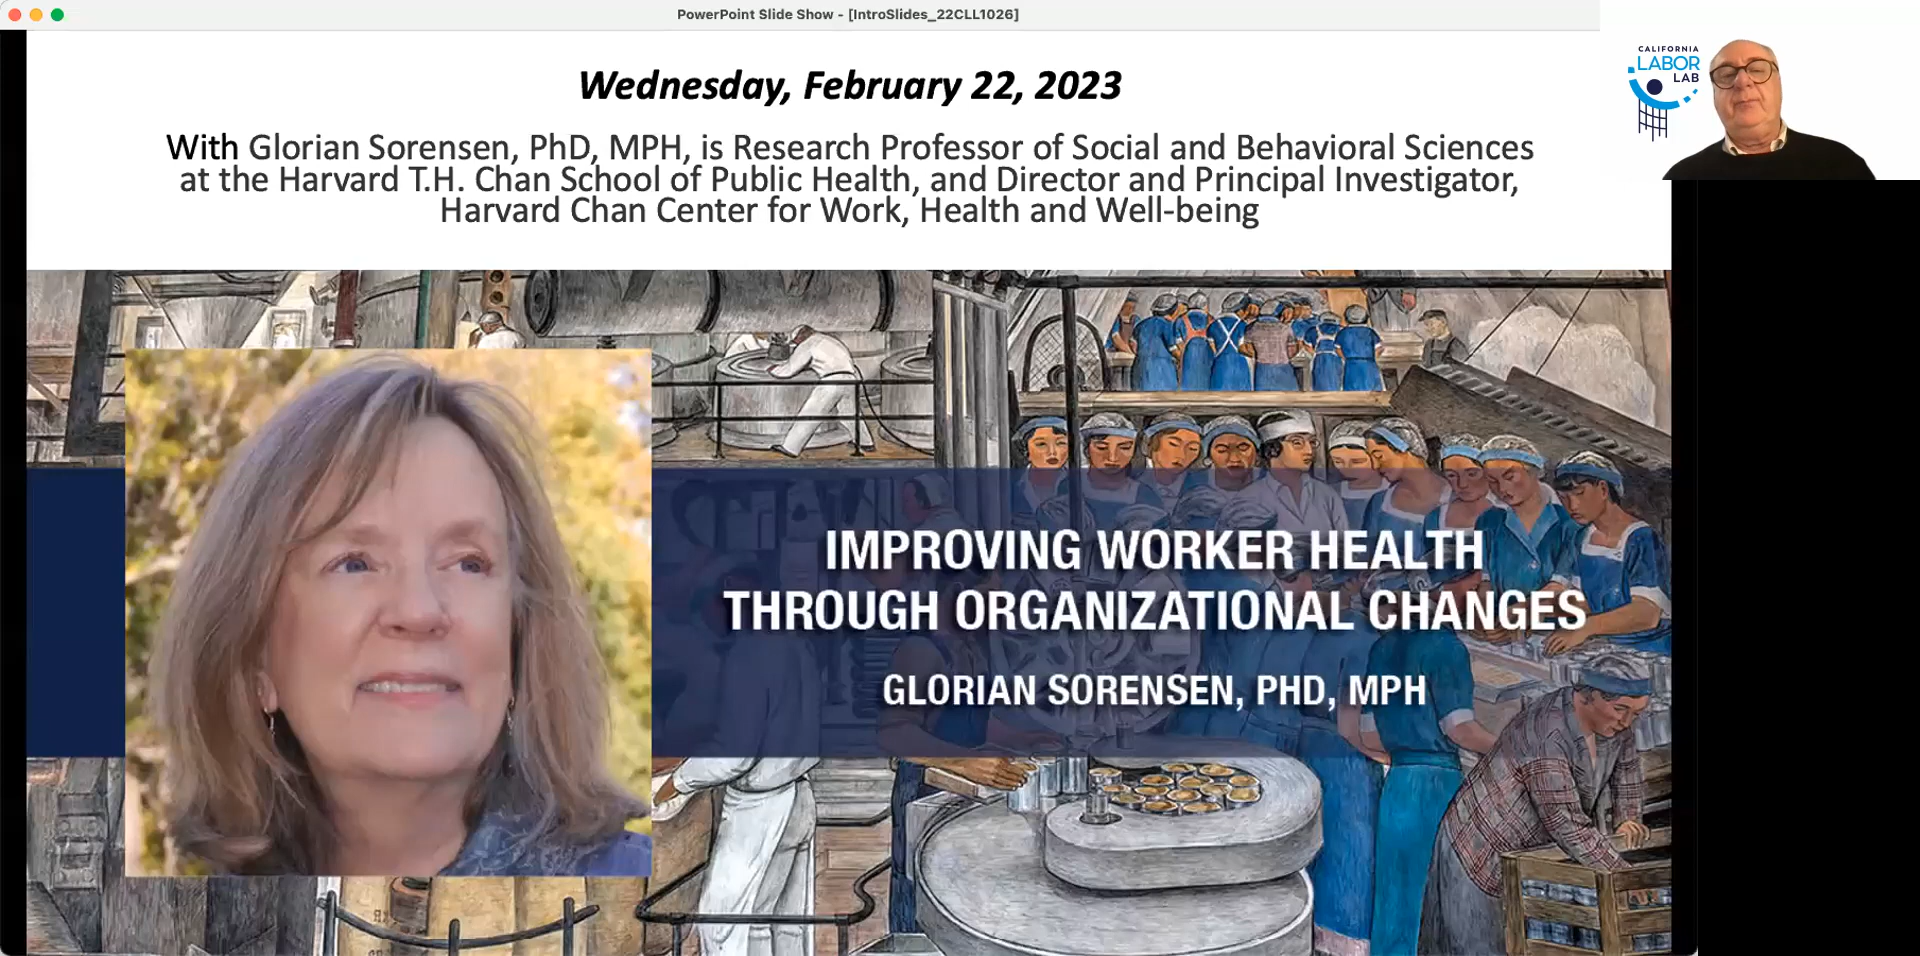 PowerPoint Slide Show - [IntroSlides_22CLL1026]
Wednesday, February 22, 2023
With Glorian Sorensen, PhD, MPH, is Research Professor of Social and Behavioral Sciences
at the Harvard T.H. Chan School of Public Health, and Director and Principal Investigator,
Harvard Chan Center for Work, Health and Well-being
CALIFORNIA
LABOR
LAB
IMPROVING WORKER HEALTH
THROUGH ORGANIZATIONAL CHANGES
GLORIAN SORENSEN, PHD, MPH